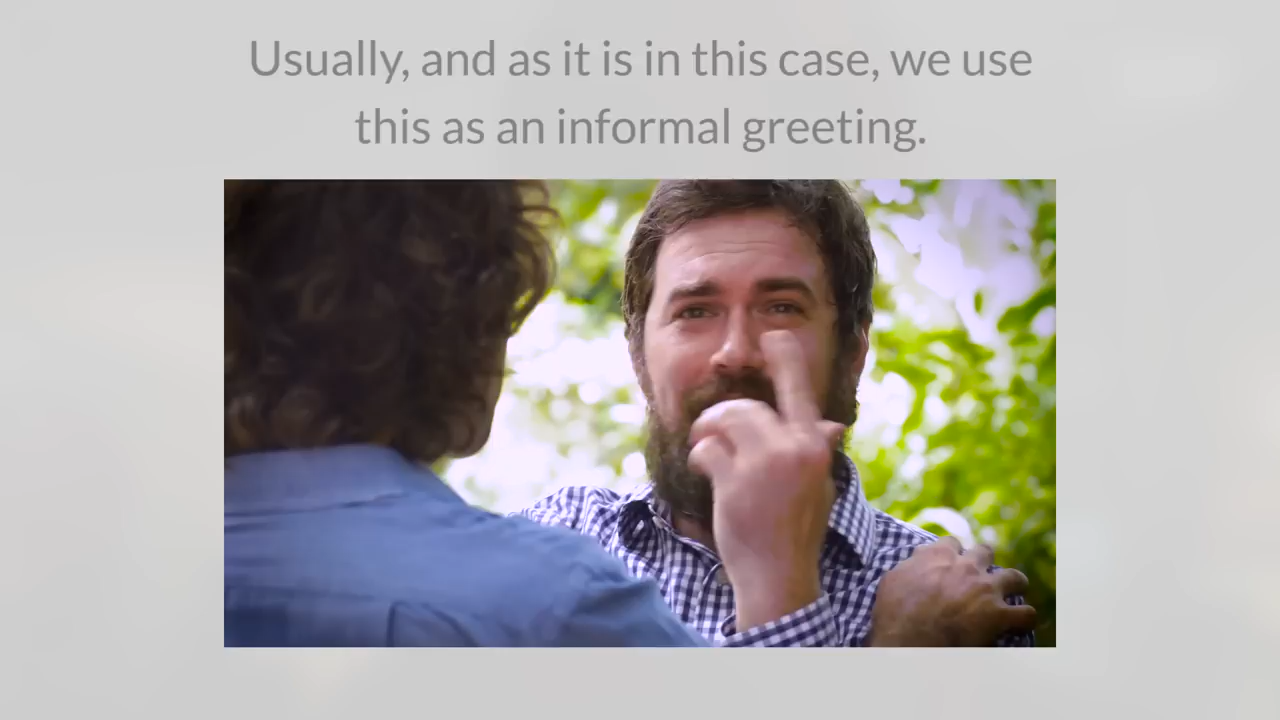 Usually, and as it is in this case, we use
this as an informal greeting.